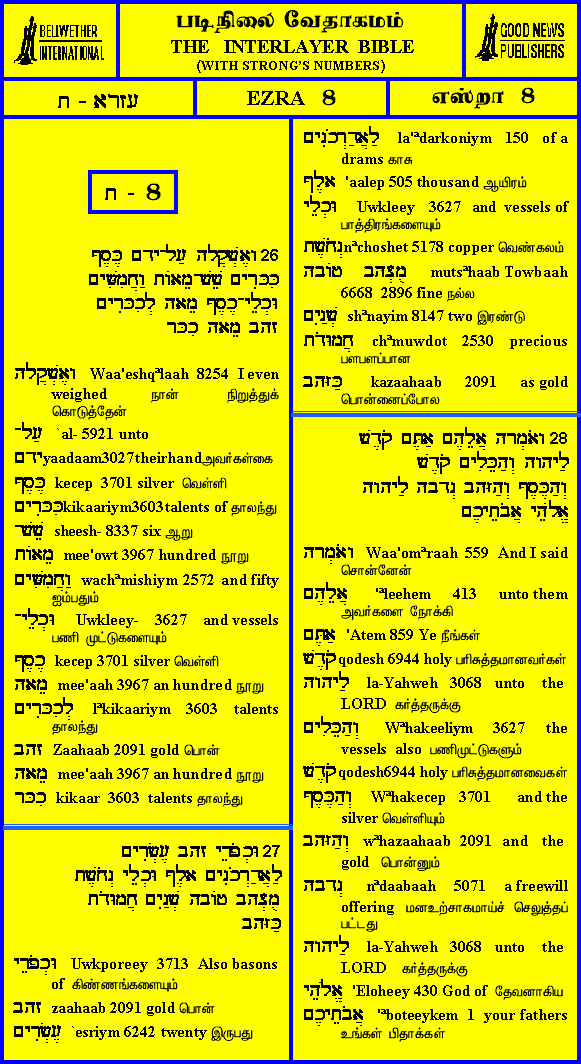 BELLWETHER
INTERNATIONAL
படிநிலை வேதாகமம்
THE INTERLAYER BIBLE
(WITH STRONG'S NUMBERS)
GOOD NEWS
PUBLISHERS
עזרא - ח
EZRA 8
எஸ்றா 8
8 - ח
26 וָאֶשְׁקֲלָה עַל־יָדָם כֶּסֶף
כִּכָּרִים שֵׁשׁ־מֵאוֹת וַחֲמִשִּׁים
וּכְלֵי־כֶסֶף מֵאָה לְכִכָּרִים
זָהָב מֵאָה כִכָּר
וָאֶשְׁקֲלָה Waa'eshqᵃlaah 8254 I even
weighed நான் நிறுத்துக்
கொடுத்தேன்
עַל־ `al- 5921 unto
יָדָם yaadaam3027theirhandஅவர்கள்கை
כֶּסֶף kecep 3701 silver வெள்ளி
כִּכָּרִים kikaariym3603talents of தாலந்து
שֵׁשׁ־ sheesh- 8337 six ஆறு
מֵאוֹת mee'owt 3967 hundred நூறு
וַחֲמִשִּׁים wachᵃmishiym 2572 and fifty
ஐம்பதும்
וּכְלֵי־ Uwkleey- 3627 and vessels
பணி முட்டுகளையும்
כֶסֶף kecep 3701 silver வெள்ளி
מֵאָה mee'aah 3967 an hundred நூறு
לְכִכָּרִים lᵃkikaariym 3603 talents
தாலந்து
זָהָב Zaahaab 2091 gold பொன்
מֵאָה mee'aah 3967 an hundred நூறு
כִכָּר kikaar 3603 talents தாலந்து
27 וּכְפֹרֵי זָהָב עֶשְׂרִים
לַאֲדַרְכֹנִים אָלֶף וּכְלֵי נְחֹשֶׁת
מֻצְהָב טוֹבָה שְׁנַיִם חֲמוּדֹת
כַּזָּהָב
וּכְפֹרֵי Uwkporeey 3713 Also basons
of கிண்ணங்களையும்
זָהָב zaahaab 2091 gold பொன்
עֶשְׂרִים `esriym 6242 twenty இருபது
לַאֲדַרְכֹנִים la'ᵃdarkoniym 150 of a
drams காசு
אָלֶף 'aalep 505 thousand ஆயிரம்
וּכְלֵי Uwkleey 3627 and vessels of
பாத்திரங்களையும்
נְחֹשֶׁת nᵃchoshet 5178 copper வெண்கலம்
מֻצְהָב טוֹבָה mutsᵃhaab Towbaah
6668 2896 fine நல்ல
שְׁנַיִם shᵃnayim 8147 two இரண்டு
חֲמוּדֹת chᵃmuwdot 2530 precious
பளபளப்பான
כַּזָּהָב kazaahaab 2091 as gold
பொன்னைப்போல
28 וָאֹמְרָה אֲלֵהֶם אַתֶּם קֹדֶשׁ
לַיהוָה וְהַכֵּלִים קֹדֶשׁ
וְהַכֶּסֶף וְהַזָּהָב נְדָבָה לַיהוָה
אֱלֹהֵי אֲבֹתֵיכֶם
וָאֹמְרָה Waa'omᵃraah 559 And I said
சொன்னேன்
אֲלֵהֶם 'ᵃleehem 413 unto them
அவர்களை நோக்கி
אַתֶּם 'Atem 859 Ye நீங்கள்
קֹדֶשׁ qodesh 6944 holy பரிசுத்தமானவர்கள்
לַיהוָה la-Yahweh 3068 unto the
LORD கர்த்தருக்கு
וְהַכֵּלִים Wᵃhakeeliym 3627 the
vessels also பணிமுட்டுகளும்
קֹדֶשׁ qodesh6944 holy பரிசுத்தமானவைகள்
וְהַכֶּסֶף Wᵃhakecep 3701 and the
silver வெள்ளியும்
וְהַזָּהָב wᵃhazaahaab 2091 and the
gold பொன்னும்
נְדָבָה nᵃdaabaah 5071 a freewill
offering மனஉற்சாகமாய்ச் செலுத்தப்
பட்டது
לַיהוָה la-Yahweh 3068 unto the
LORD கர்த்தருக்கு
אֱלֹהֵי 'Eloheey 430 God of தேவனாகிய
אֲבֹתֵיכֶם 'ᵃboteeykem 1 your fathers
உங்கள் பிதாக்கள்